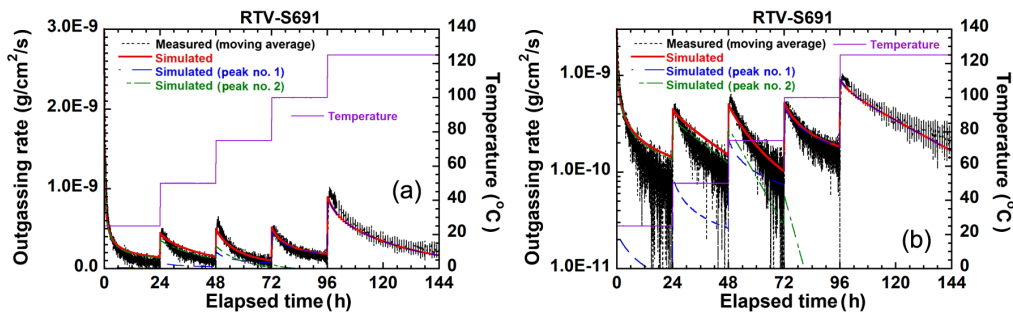 RTV-S691
3.0E-9
2.0E-9
1.0E-9
0.0
Outgassing rate (g/cm²/s)
Measured (moving average)
Simulated
Simulated (peak no. 1)
Simulated (peak no. 2)
Temperature
(a)
140
120
100
80
60
40
20
0
Temperature (°C)
0 24 48 72 96 120 144
Elapsed time (h)
RTV-S691
1.0E-9
1.0E-10
1.0E-11
Outgassing rate (g/cm²/s)
Measured (moving average)
Simulated
Simulated (peak no. 1)
Simulated (peak no. 2)
Temperature
(b)
140
120
100
80
60
40
20
0
Temperature (°C)
0 24 48 72 96 120 144
Elapsed time (h)